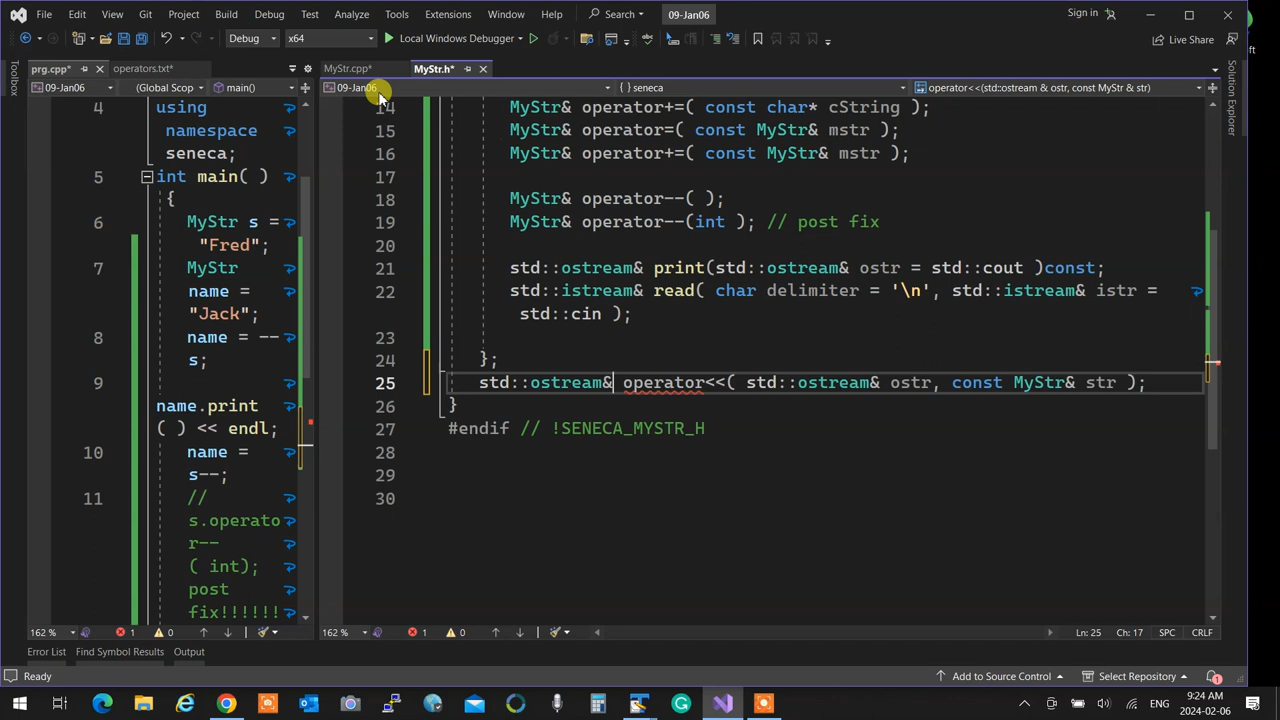 File Edit View Git Project Build Debug Test Analyze Tools Extensions Window Help Search 09-Jan06 Sign in
Debug x64 Local Windows Debugger Live Share
Toolbox
prg.cpp* operators.txt*
09-Jan06 (Global Scop main()
4 using
namespace
seneca;
5 int main( )
{
6 MyStr s =
"Fred";
7 MyStr
name =
"Jack";
8 name = --
s;
9
name.print
( ) << endl;
10 name =
s--;
11 //
s.operato
r--
( int);
post
fix!!!!!!
162 % 1 0
MyStr.cpp* MyStr.h*
09-Jan06 { } seneca operator<<(std::ostream & ostr, const MyStr & str)
14 MyStr& operator+=( const char* cString );
15 MyStr& operator=( const MyStr& mstr );
16 MyStr& operator+=( const MyStr& mstr );
17
18 MyStr& operator--( );
19 MyStr& operator--(int ); // post fix
20
21 std::ostream& print(std::ostream& ostr = std::cout )const;
22 std::istream& read( char delimiter = '\n', std::istream& istr =
std::cin );
23
24 };
25 std::ostream& operator<<( std::ostream& ostr, const MyStr& str );
26 }
27 #endif // !SENECA_MYSTR_H
28
29
30
162 % 1 0 Ln: 25 Ch: 17 SPC CRLF
Solution Explorer
Error List Find Symbol Results Output
Ready Add to Source Control Select Repository 1
ENG 9:24 AM
2024-02-06